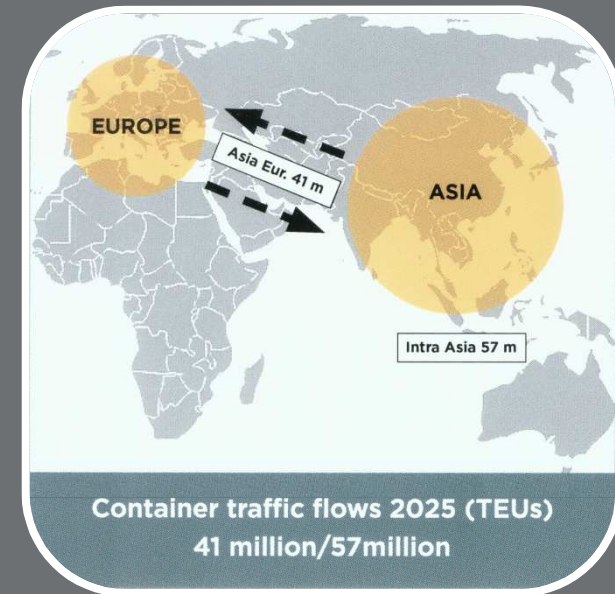 EUROPE
Asia Eur. 41 m
ASIA
Intra Asia 57 m
Container traffic flows 2025 (TEUs)
41 million/57million